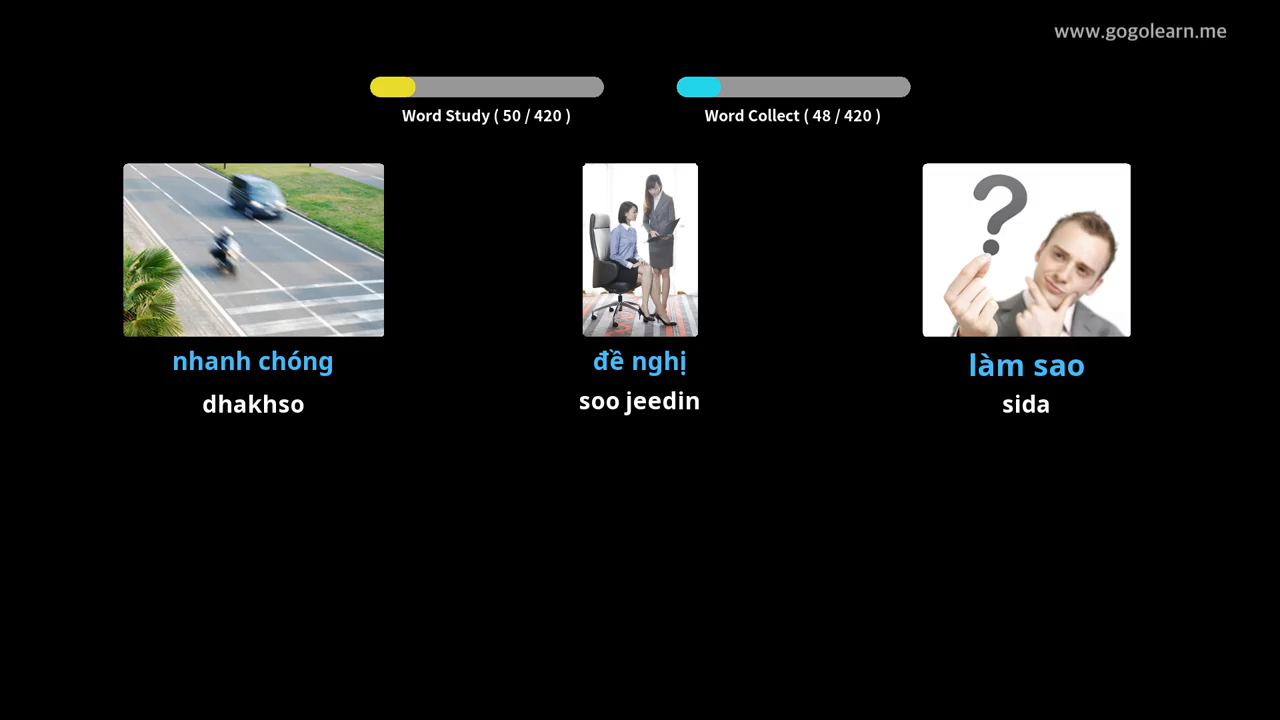 www.gogolearn.me
Word Study ( 50 / 420 )
Word Collect ( 48 / 420 )
nhanh chóng
đề nghị
làm sao
dhakhso
soo jeedin
sida